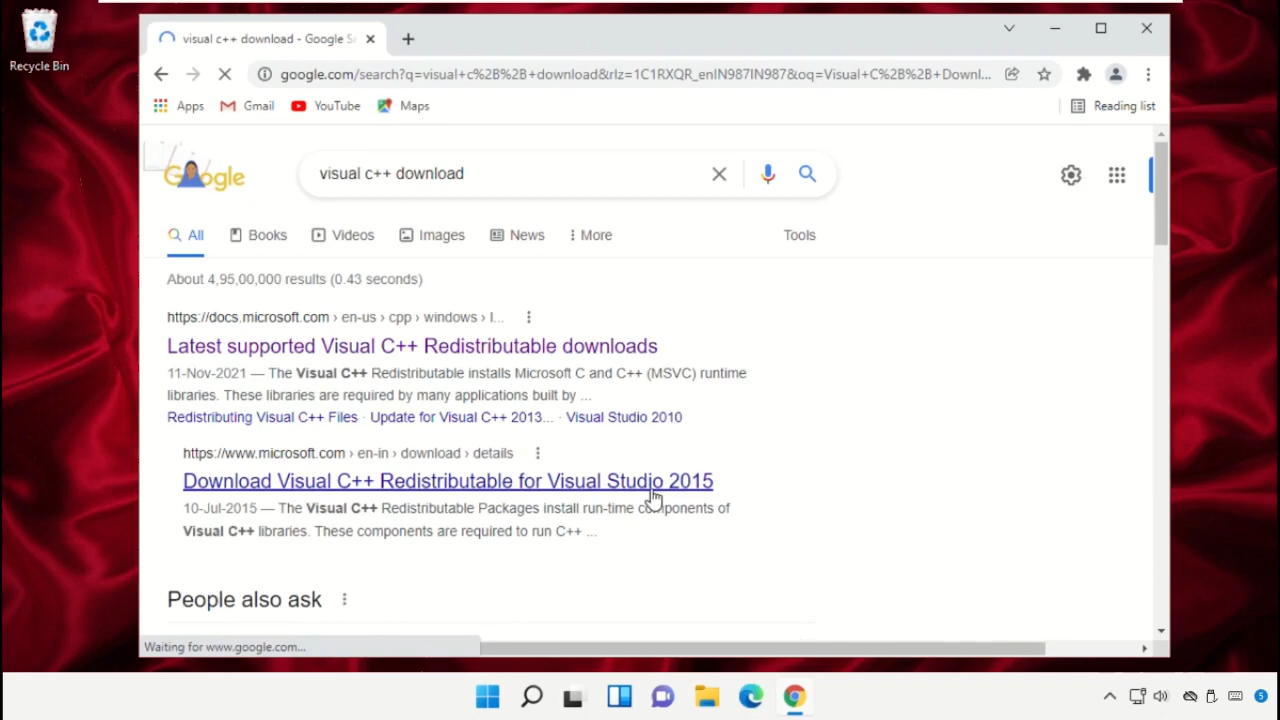 Recycle Bin
visual c++ download - Google Se
google.com/search?q=visual+c%2B%2B+download&rlz=1C1RXQR_enIN987IN987&oq=Visual+C%2B%2B+Downl...
Apps Gmail YouTube Maps Reading list
Google
visual c++ download
All Books Videos Images News More Tools
About 4,95,00,000 results (0.43 seconds)
https://docs.microsoft.com › en-us › cpp › windows › l...
Latest supported Visual C++ Redistributable downloads
11-Nov-2021 — The Visual C++ Redistributable installs Microsoft C and C++ (MSVC) runtime
libraries. These libraries are required by many applications built by ...
Redistributing Visual C++ Files · Update for Visual C++ 2013... · Visual Studio 2010
https://www.microsoft.com › en-in › download › details
Download Visual C++ Redistributable for Visual Studio 2015
10-Jul-2015 — The Visual C++ Redistributable Packages install run-time components of
Visual C++ libraries. These components are required to run C++ ...
People also ask
Waiting for www.google.com...
5